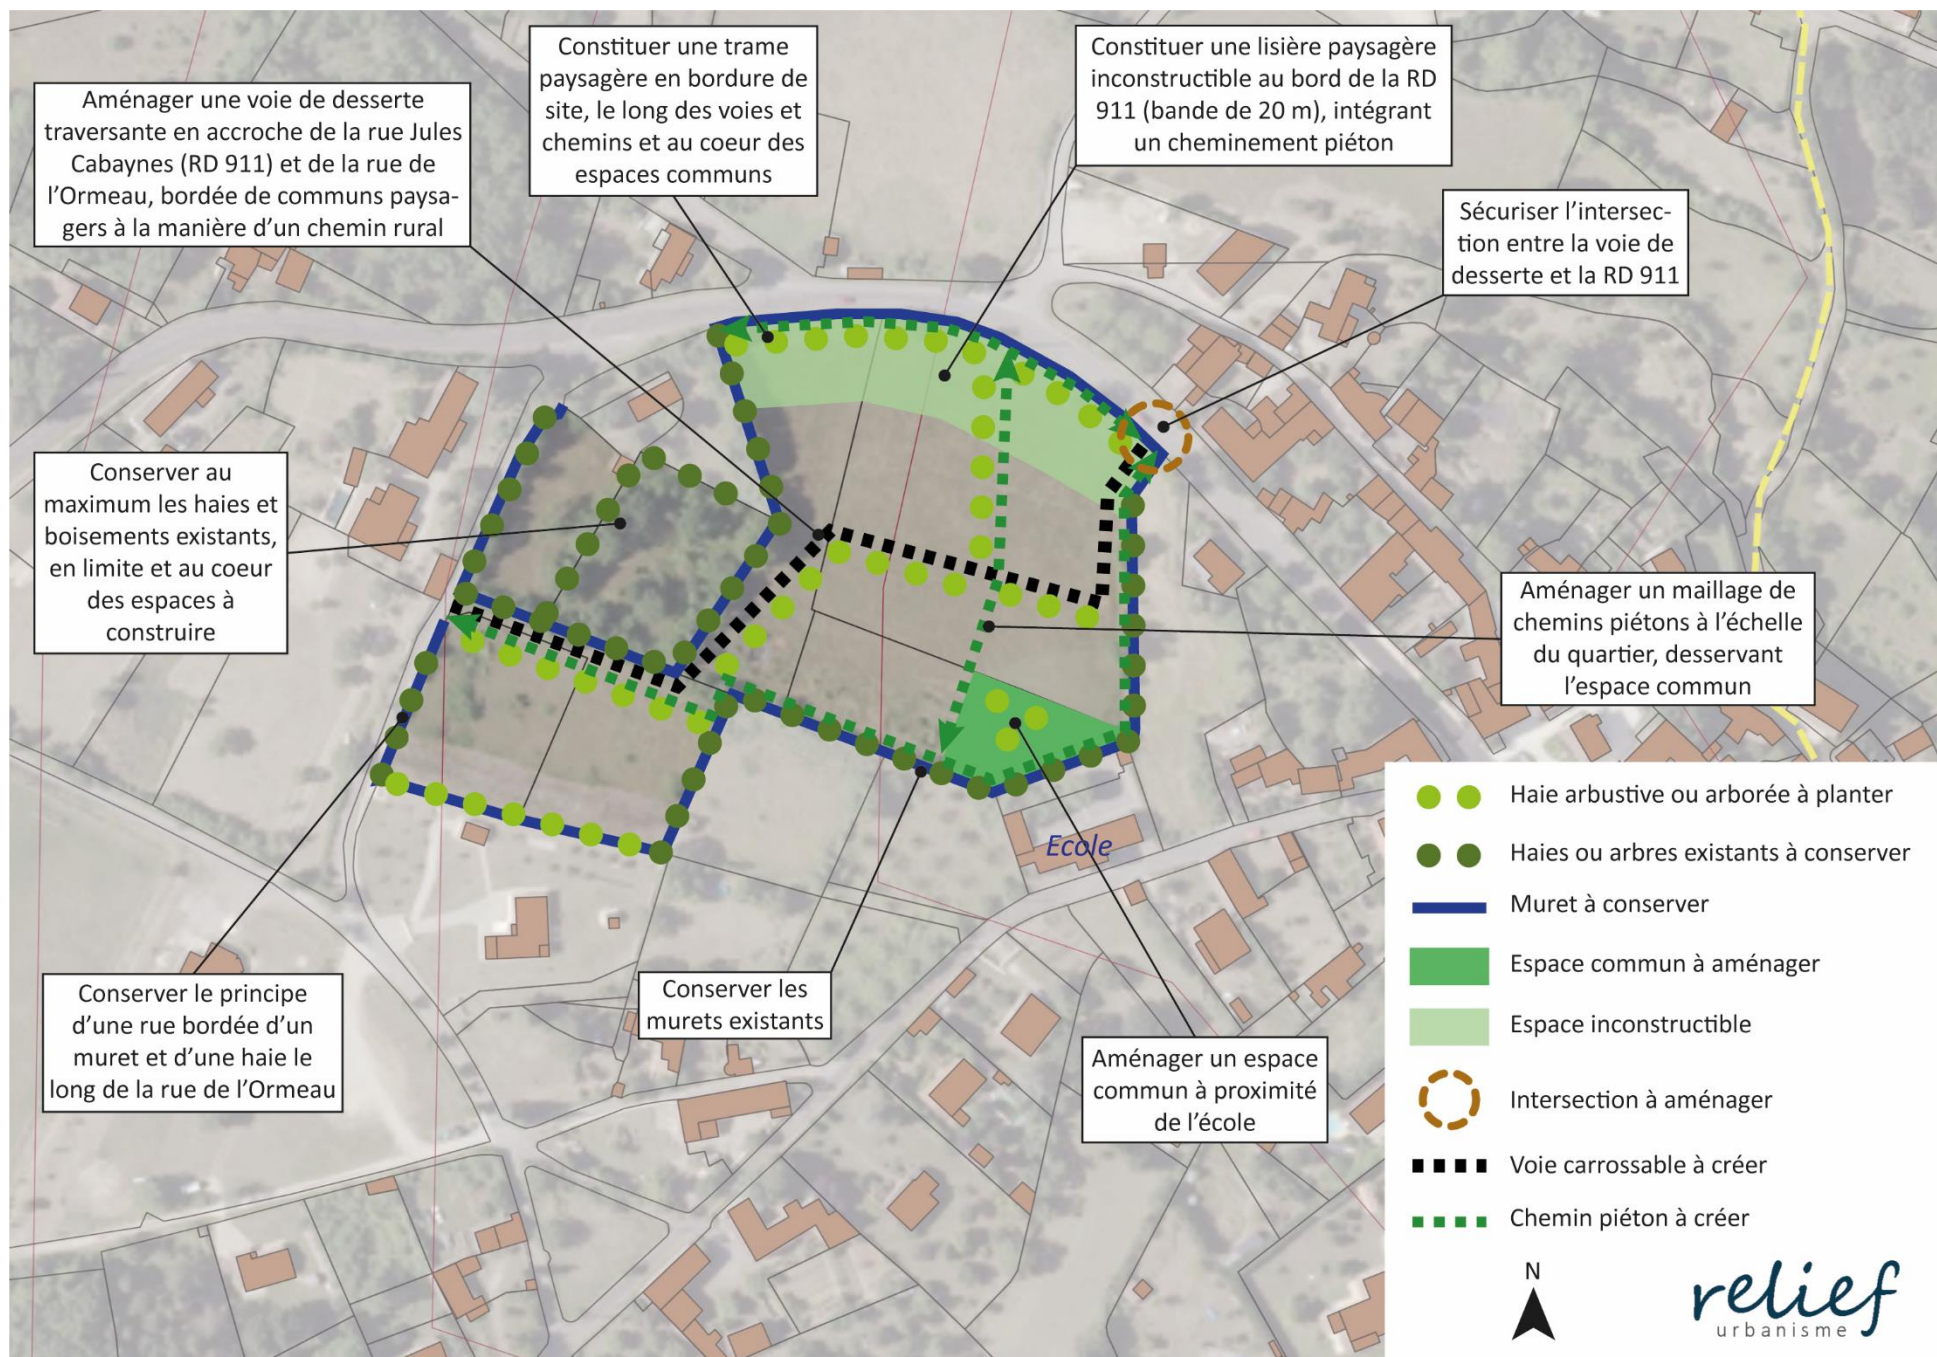 Constituer une trame
paysagère en bordure de
site, le long des voies et
chemins et au coeur des
espaces communs
Constituer une lisière paysagère
inconstructible au bord de la RD
911 (bande de 20 m), intégrant
un cheminement piéton
Aménager une voie de desserte
traversante en accroche de la rue Jules
Cabaynes (RD 911) et de la rue de
l'Ormeau, bordée de communs paysa-
gers à la manière d'un chemin rural
Sécuriser l'intersec-
tion entre la voie de
desserte et la RD 911
Conserver au
maximum les haies et
boisements existants,
en limite et au coeur
des espaces à
construire
Aménager un maillage de
chemins piétons à l'échelle
du quartier, desservant
l'espace commun
Ecole
Conserver le principe
d'une rue bordée d'un
muret et d'une haie le
long de la rue de l'Ormeau
Conserver les
murets existants
Aménager un espace
commun à proximité
de l'école
Haie arbustive ou arborée à planter
Haies ou arbres existants à conserver
Muret à conserver
Espace commun à aménager
Espace inconstructible
Intersection à aménager
Voie carrossable à créer
Chemin piéton à créer
N
relief
urbanisme